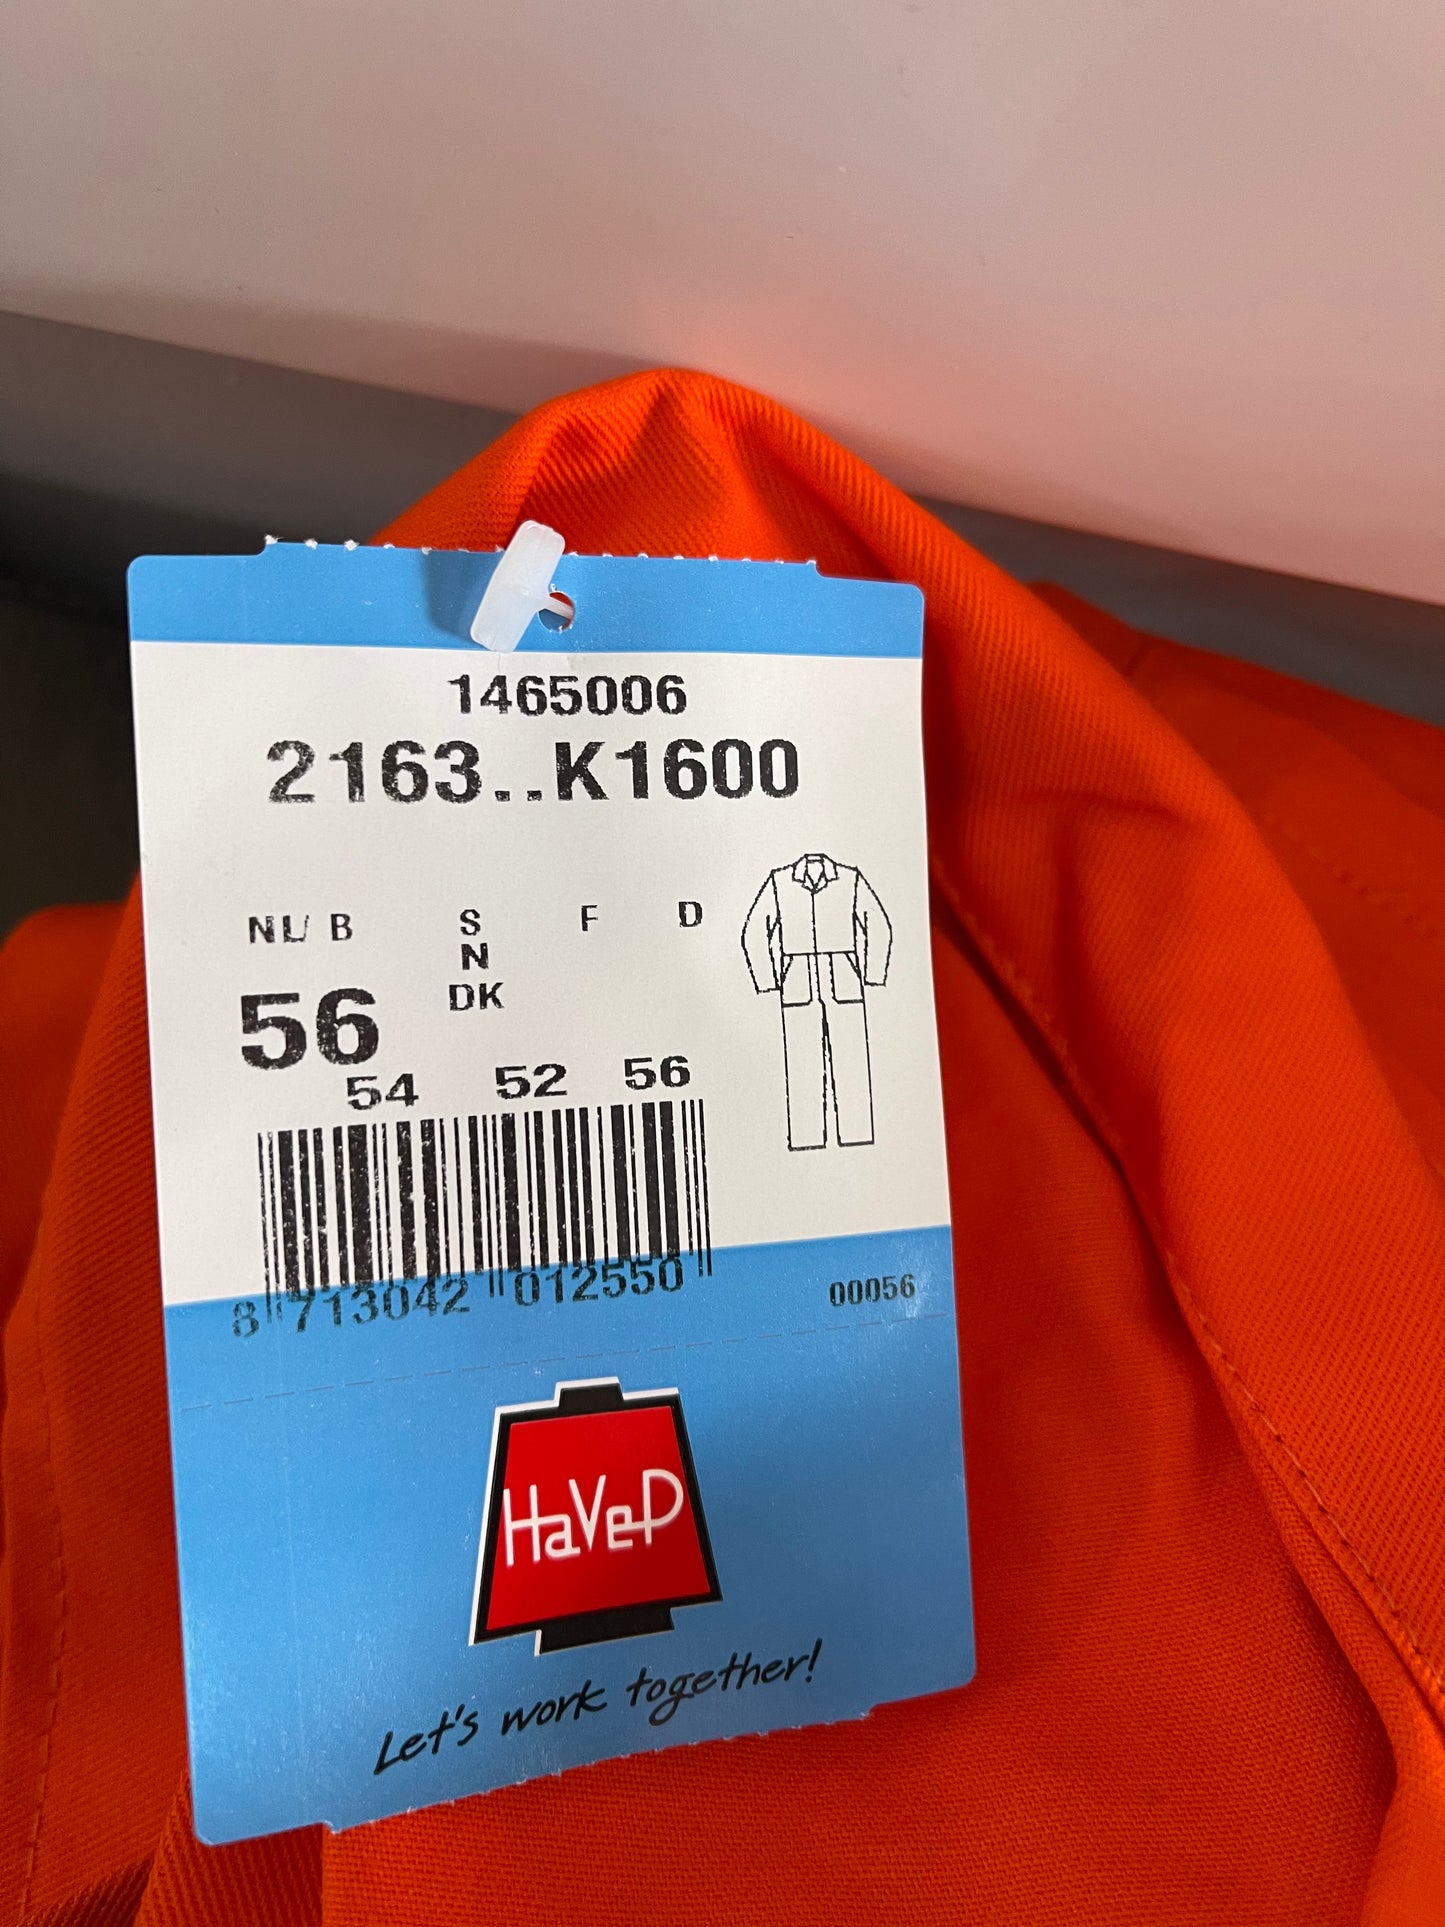 1465006
2163..K1600
NL/B S F D
N
DK
56
54 52 56
8 713042 012550
00056
HaVeP
Let's work together!